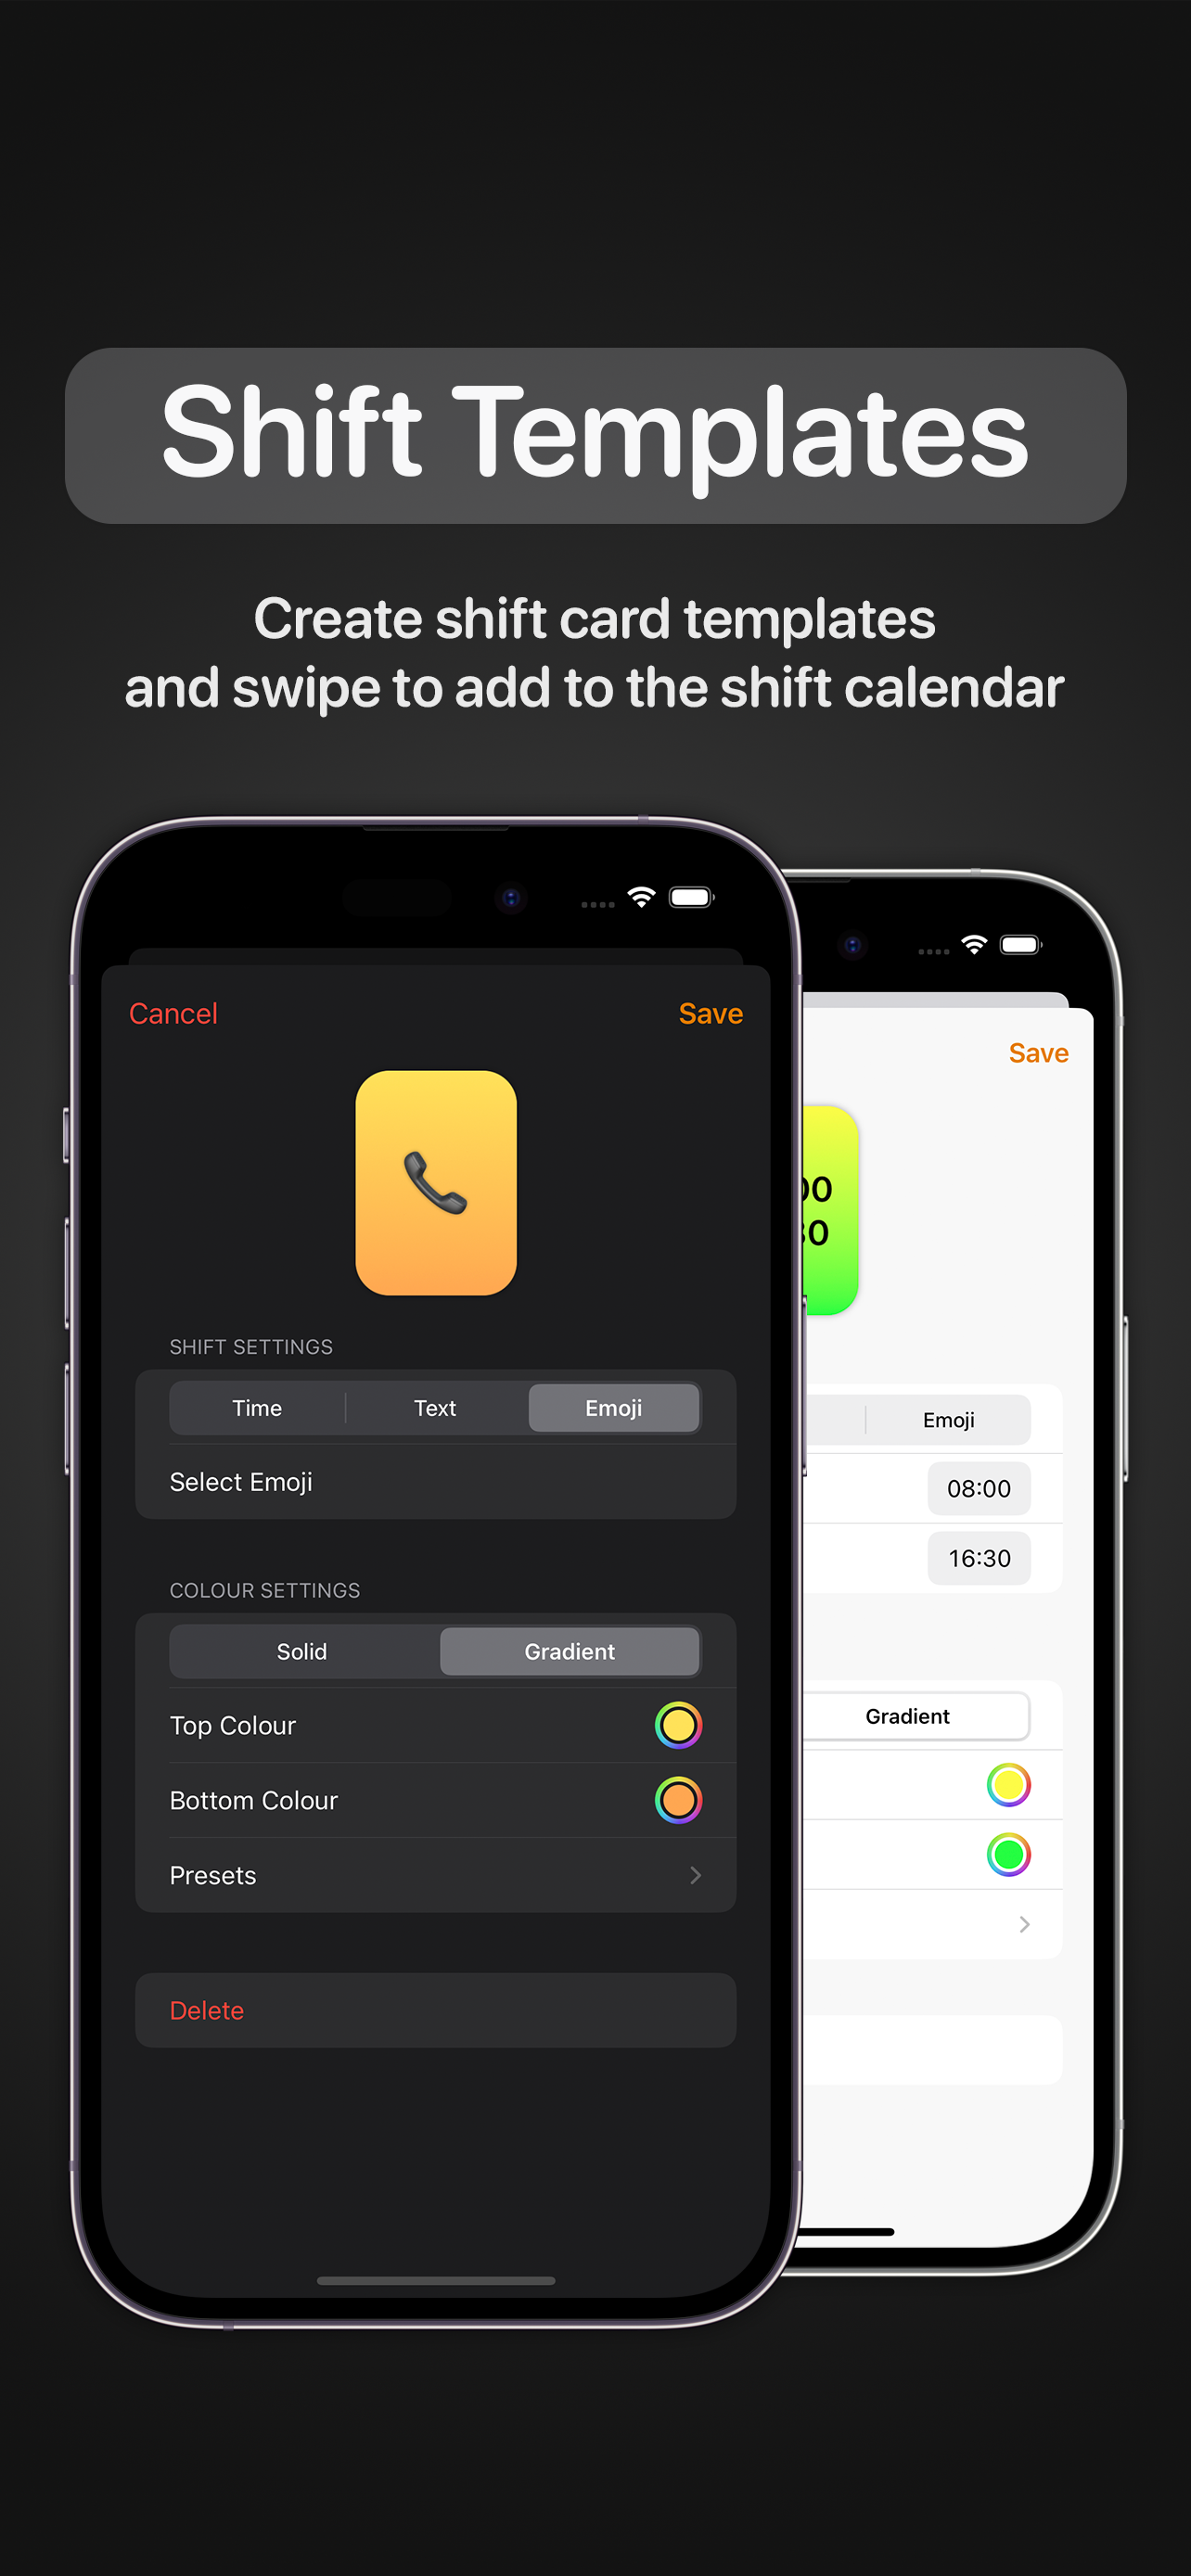 Shift Templates
Create shift card templates
and swipe to add to the shift calendar
Cancel
Save
SHIFT SETTINGS
Time
Text
Emoji
Select Emoji
COLOUR SETTINGS
Solid
Gradient
Top Colour
Bottom Colour
Presets
Delete
Save
Emoji
08:00
16:30
Gradient